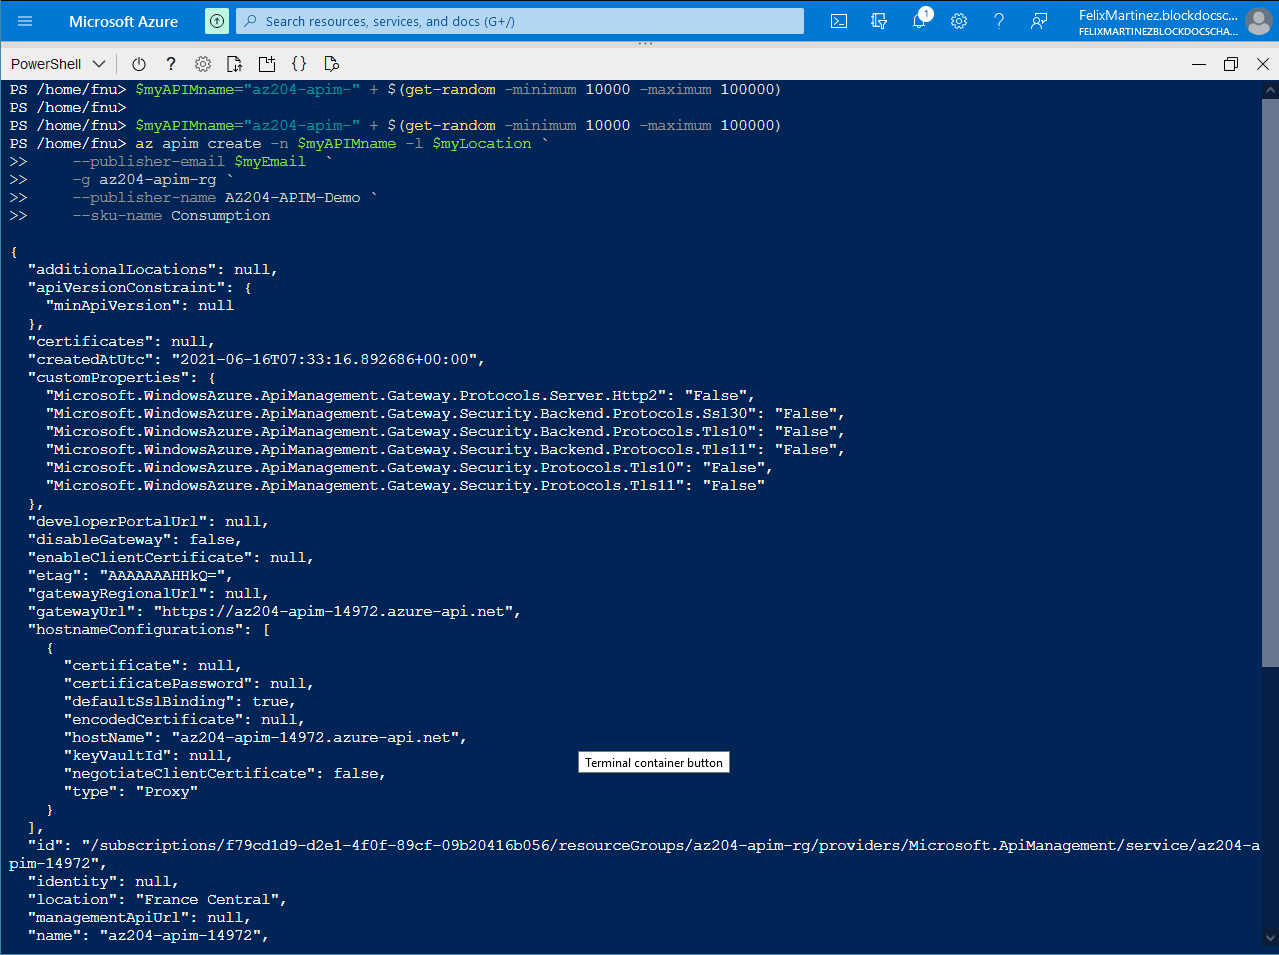 Microsoft Azure
Search resources, services, and docs (G+/)
1
FelixMartinez.blockdocsc...
FELIXMARTINEZBLOCKDOCSCHA...
PowerShell
PS /home/fnu> $myAPIMname="az204-apim-" + $(get-random -minimum 10000 -maximum 100000)
PS /home/fnu>
PS /home/fnu> $myAPIMname="az204-apim-" + $(get-random -minimum 10000 -maximum 100000)
PS /home/fnu> az apim create -n $myAPIMname -l $myLocation `
>>     --publisher-email $myEmail  `
>>     -g az204-apim-rg `
>>     --publisher-name AZ204-APIM-Demo `
>>     --sku-name Consumption
{
  "additionalLocations": null,
  "apiVersionConstraint": {
    "minApiVersion": null
  },
  "certificates": null,
  "createdAtUtc": "2021-06-16T07:33:16.892686+00:00",
  "customProperties": {
    "Microsoft.WindowsAzure.ApiManagement.Gateway.Protocols.Server.Http2": "False",
    "Microsoft.WindowsAzure.ApiManagement.Gateway.Security.Backend.Protocols.Ssl30": "False",
    "Microsoft.WindowsAzure.ApiManagement.Gateway.Security.Backend.Protocols.Tls10": "False",
    "Microsoft.WindowsAzure.ApiManagement.Gateway.Security.Backend.Protocols.Tls11": "False",
    "Microsoft.WindowsAzure.ApiManagement.Gateway.Security.Protocols.Tls10": "False",
    "Microsoft.WindowsAzure.ApiManagement.Gateway.Security.Protocols.Tls11": "False"
  },
  "developerPortalUrl": null,
  "disableGateway": false,
  "enableClientCertificate": null,
  "etag": "AAAAAAAHHkQ=",
  "gatewayRegionalUrl": null,
  "gatewayUrl": "https://az204-apim-14972.azure-api.net",
  "hostnameConfigurations": [
    {
      "certificate": null,
      "certificatePassword": null,
      "defaultSslBinding": true,
      "encodedCertificate": null,
      "hostName": "az204-apim-14972.azure-api.net",
      "keyVaultId": null,
      "negotiateClientCertificate": false,
      "type": "Proxy"
    }
  ],
  "id": "/subscriptions/f79cd1d9-d2e1-4f0f-89cf-09b20416b056/resourceGroups/az204-apim-rg/providers/Microsoft.ApiManagement/service/az204-a
pim-14972",
  "identity": null,
  "location": "France Central",
  "managementApiUrl": null,
  "name": "az204-apim-14972",
Terminal container button